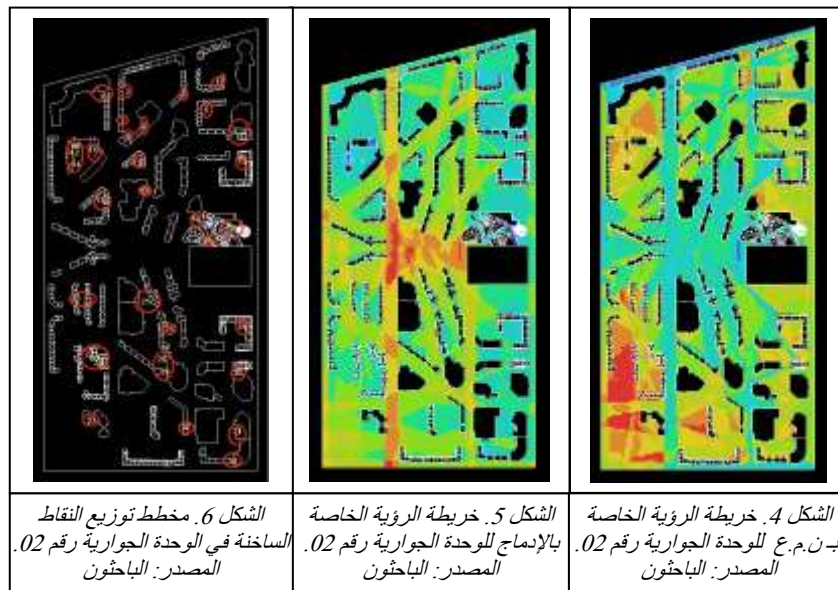 الشكل 4. خريطة الرؤية الخاصة
بـ ن.م.ع للوحدة الجوارية رقم 02.
المصدر: الباحثون
الشكل 5. خريطة الرؤية الخاصة
بالإدماج للوحدة الجوارية رقم 02.
المصدر: الباحثون
الشكل 6. مخطط توزيع النقاط
الساخنة في الوحدة الجوارية رقم 02.
المصدر: الباحثون